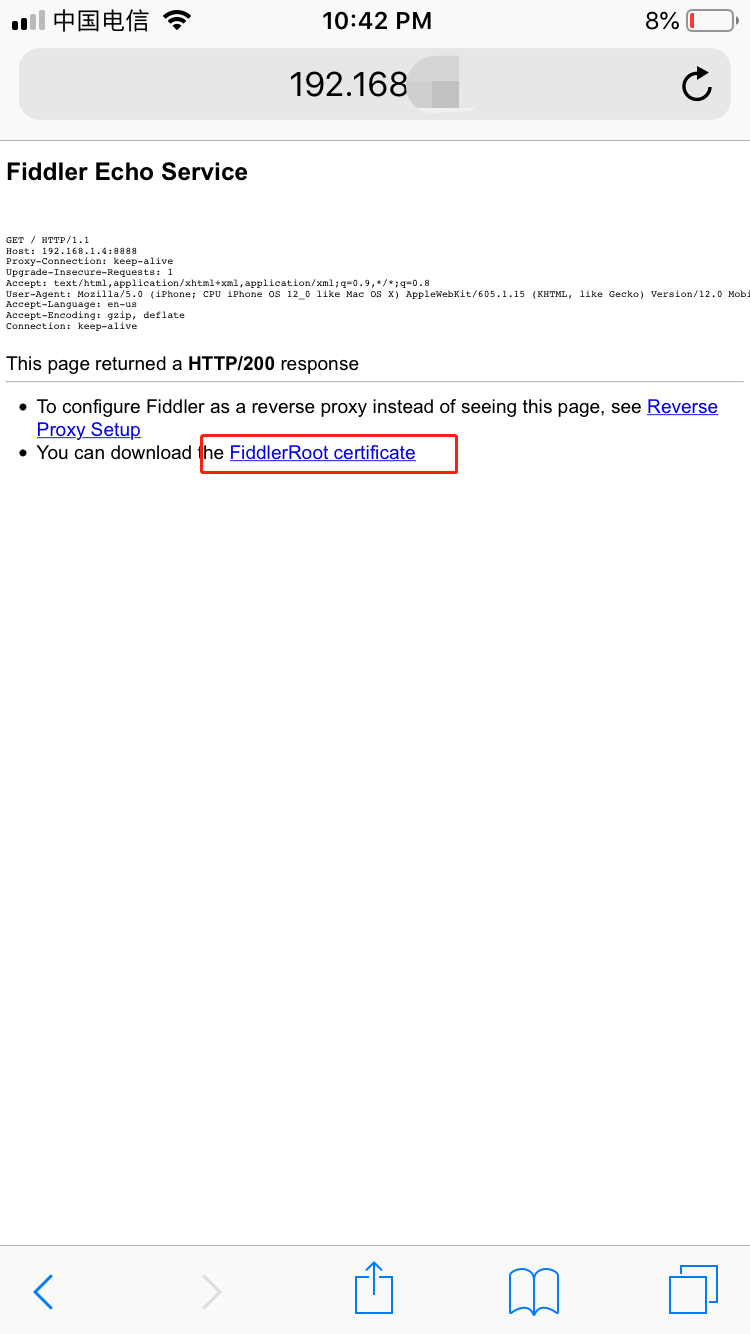 中国电信 10:42 PM 8%
192.168
Fiddler Echo Service
GET / HTTP/1.1
Host: 192.168.1.4:8888
Proxy-Connection: keep-alive
Upgrade-Insecure-Requests: 1
Accept: text/html,application/xhtml+xml,application/xml;q=0.9,*/*;q=0.8
User-Agent: Mozilla/5.0 (iPhone; CPU iPhone OS 12_0 like Mac OS X) AppleWebKit/605.1.15 (KHTML, like Gecko) Version/12.0 Mobi
Accept-Language: en-us
Accept-Encoding: gzip, deflate
Connection: keep-alive
This page returned a HTTP/200 response
• To configure Fiddler as a reverse proxy instead of seeing this page, see Reverse
Proxy Setup
• You can download the FiddlerRoot certificate